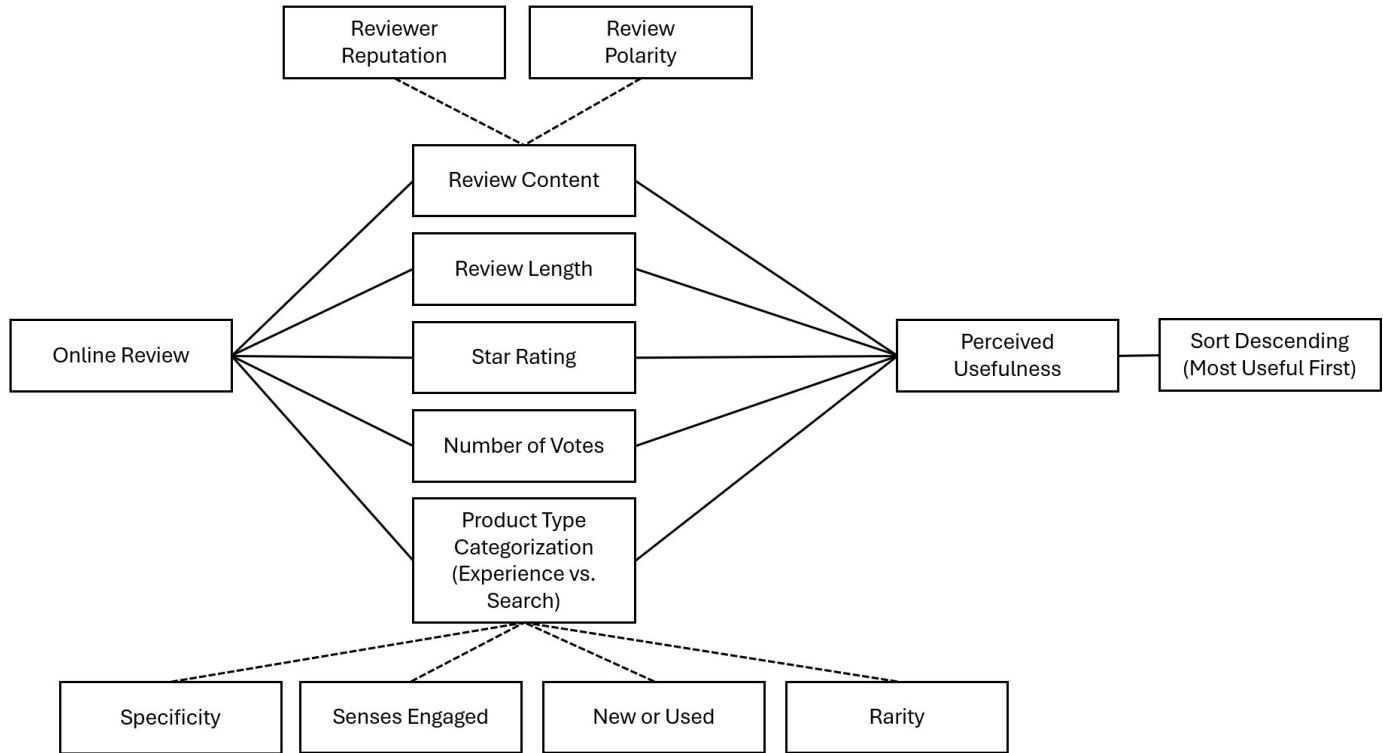 Reviewer
Reputation
Review
Polarity
Review Content
Review Length
Online Review
Star Rating
Perceived
Usefulness
Sort Descending
(Most Useful First)
Number of Votes
Product Type
Categorization
(Experience vs.
Search)
Specificity
Senses Engaged
New or Used
Rarity